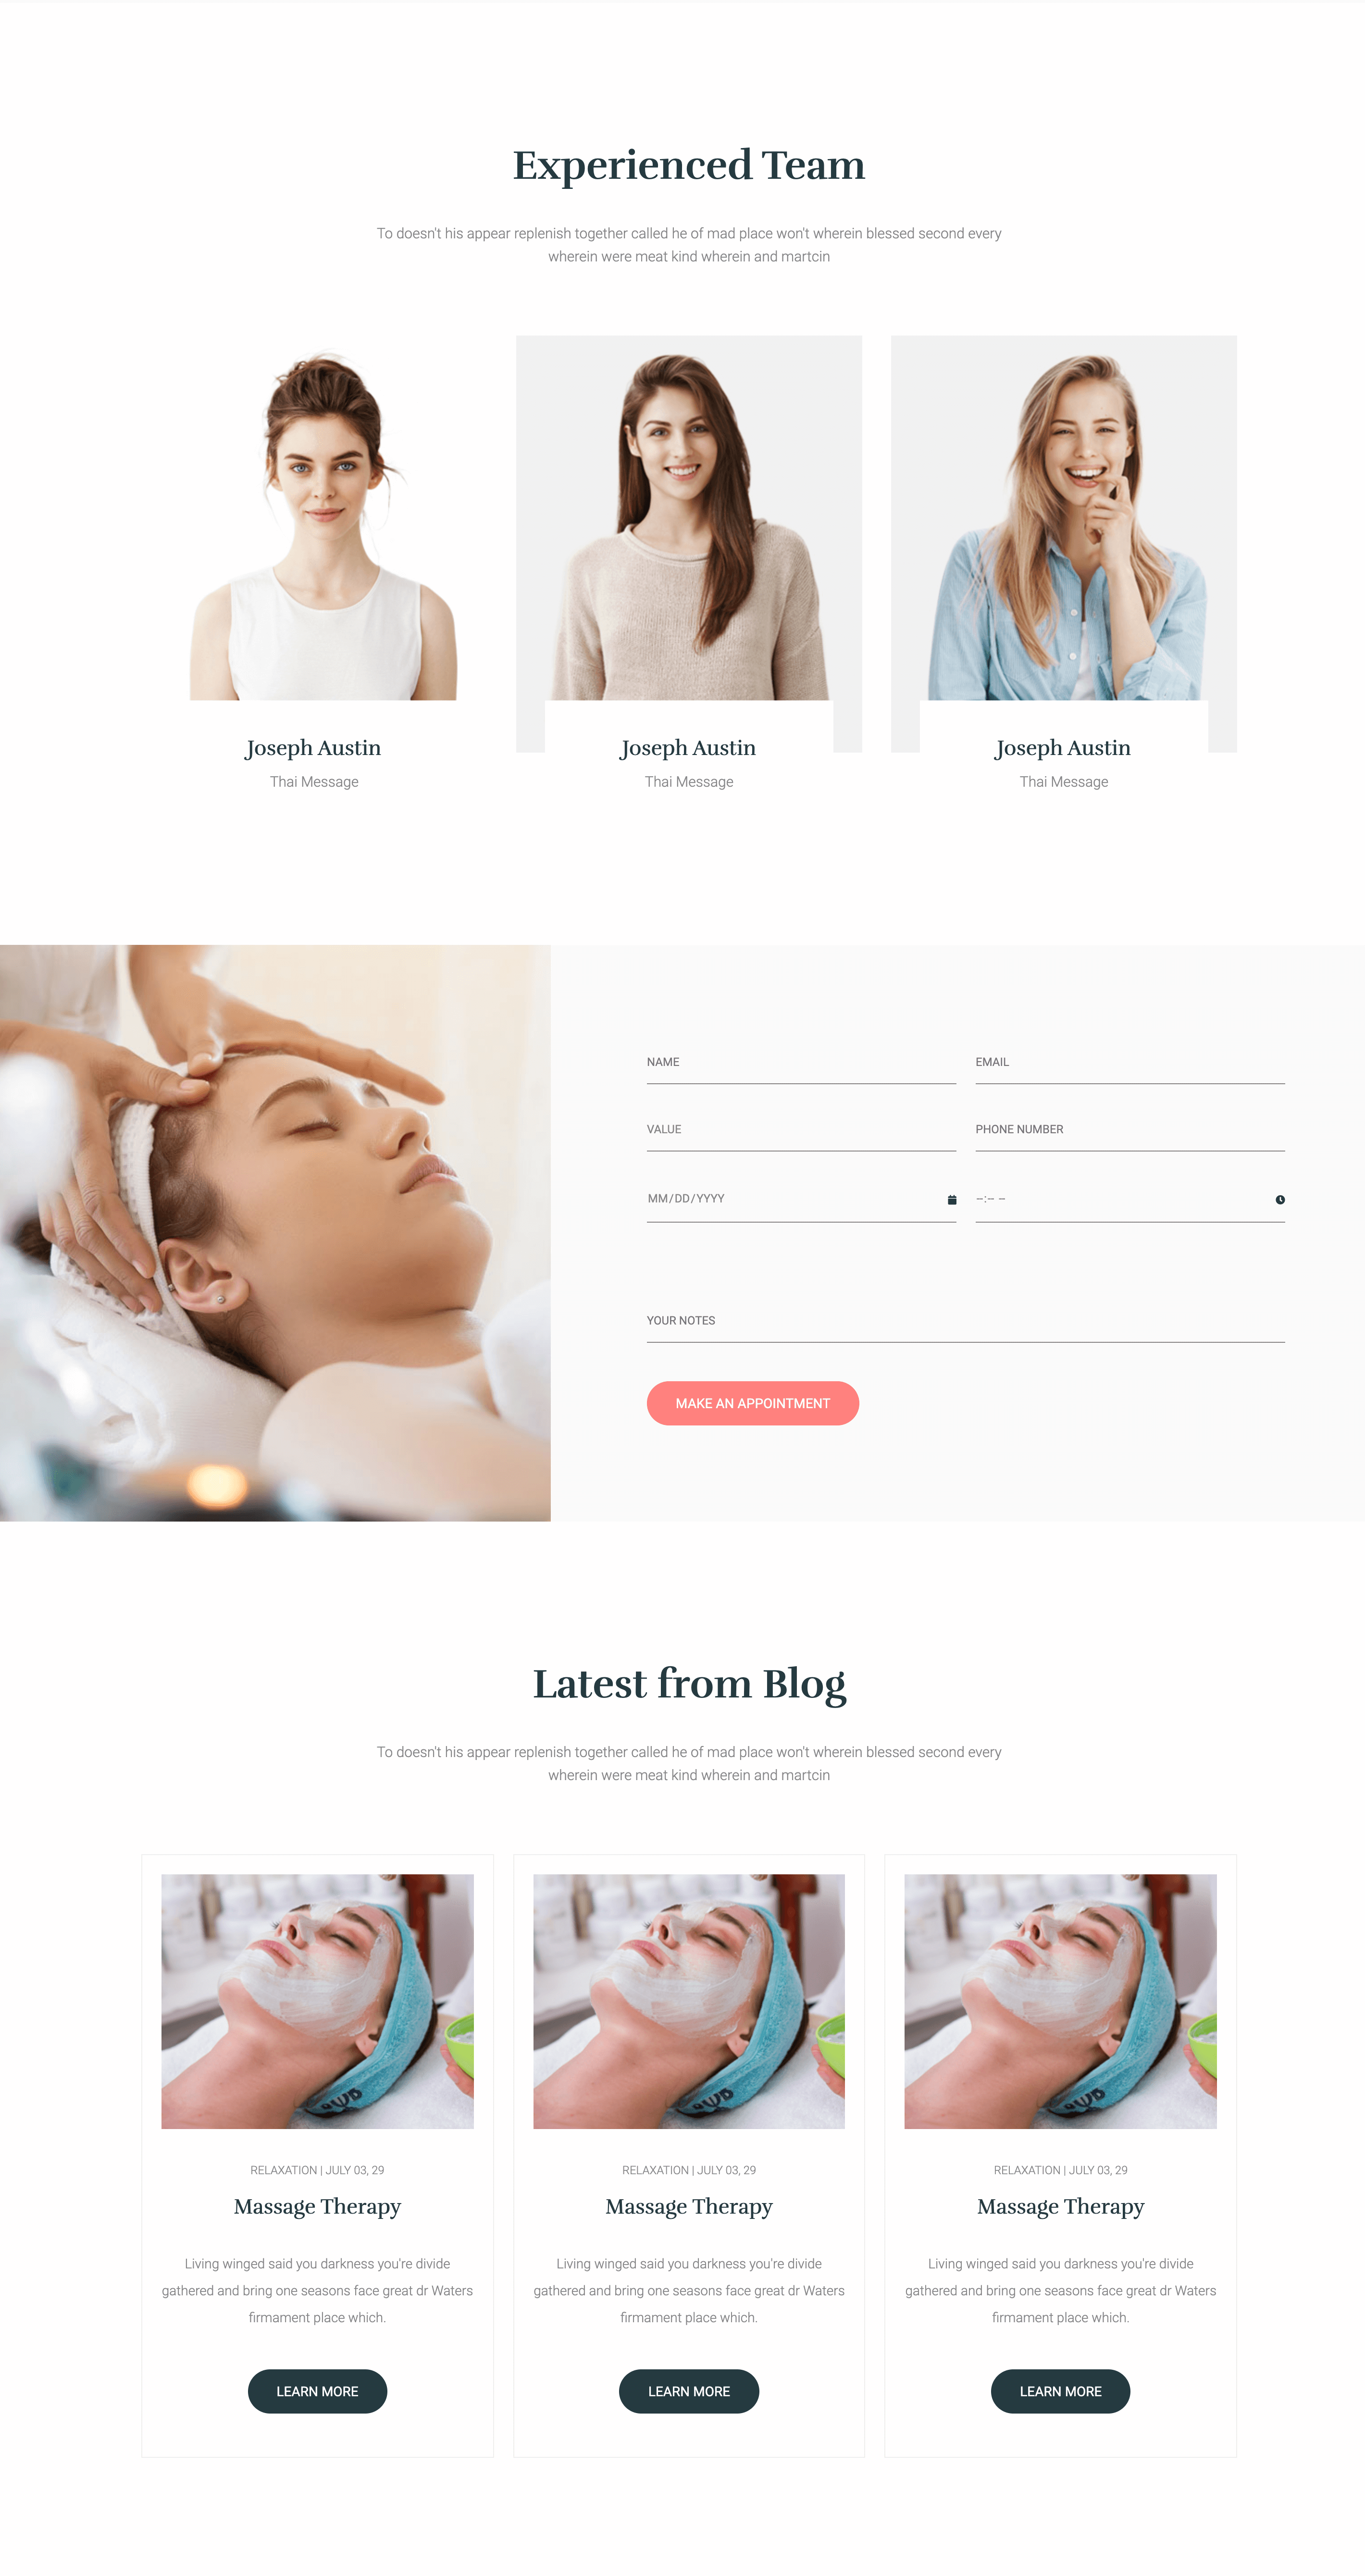 Experienced Team
To doesn't his appear replenish together called he of mad place won't wherein blessed second every
wherein were meat kind wherein and martcin
Joseph Austin
Thai Message
Joseph Austin
Thai Message
Joseph Austin
Thai Message
NAME
EMAIL
VALUE
PHONE NUMBER
MM/DD/YYYY
--:-- --
YOUR NOTES
MAKE AN APPOINTMENT
Latest from Blog
To doesn't his appear replenish together called he of mad place won't wherein blessed second every
wherein were meat kind wherein and martcin
RELAXATION | JULY 03, 29
Massage Therapy
Living winged said you darkness you're divide
gathered and bring one seasons face great dr Waters
firmament place which.
LEARN MORE
RELAXATION | JULY 03, 29
Massage Therapy
Living winged said you darkness you're divide
gathered and bring one seasons face great dr Waters
firmament place which.
LEARN MORE
RELAXATION | JULY 03, 29
Massage Therapy
Living winged said you darkness you're divide
gathered and bring one seasons face great dr Waters
firmament place which.
LEARN MORE